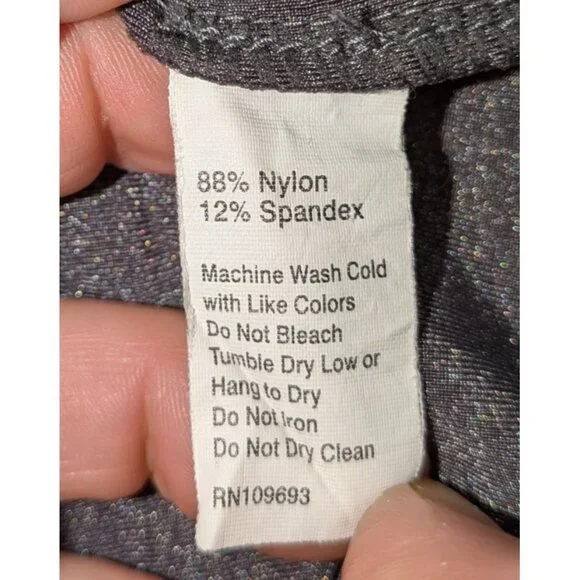 88% Nylon
12% Spandex
Machine Wash Cold
with Like Colors
Do Not Bleach
Tumble Dry Low or
Hang to Dry
Do Not Iron
Do Not Dry Clean
RN109693